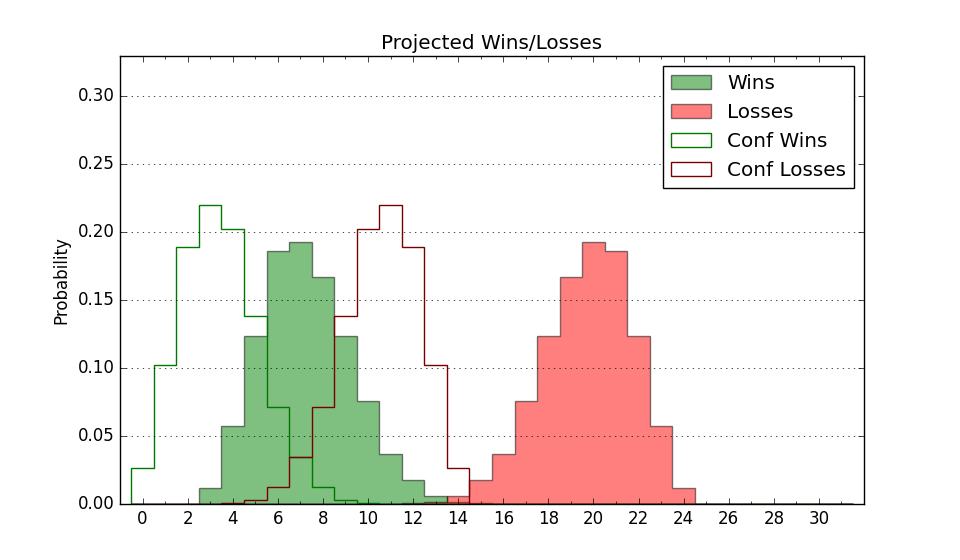 Projected Wins/Losses
0.30
0.25
0.20
0.15
0.10
0.05
0.00
Probability
Wins
Losses
Conf Wins
Conf Losses
0 2 4 6 8 10 12 14 16 18 20 22 24 26 28 30